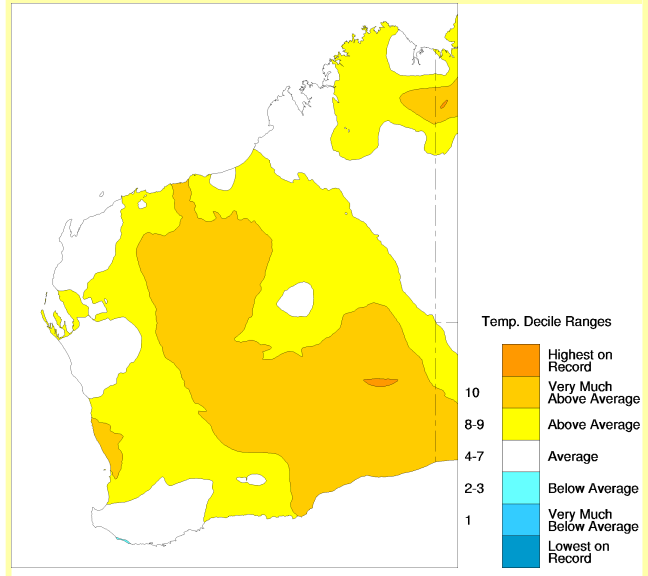 Temp. Decile Ranges
Highest on
Record
10
Very Much
Above Average
8-9
Above Average
4-7
Average
2-3
Below Average
1
Very Much
Below Average
Lowest on
Record